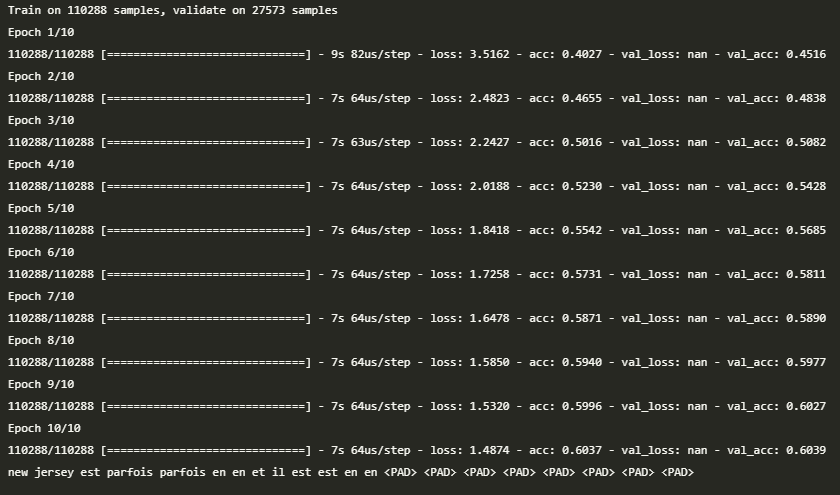 Train on 110288 samples, validate on 27573 samples
Epoch 1/10
110288/110288 [==============================] - 9s 82us/step - loss: 3.5162 - acc: 0.4027 - val_loss: nan - val_acc: 0.4516
Epoch 2/10
110288/110288 [==============================] - 7s 64us/step - loss: 2.4823 - acc: 0.4655 - val_loss: nan - val_acc: 0.4838
Epoch 3/10
110288/110288 [==============================] - 7s 63us/step - loss: 2.2427 - acc: 0.5016 - val_loss: nan - val_acc: 0.5082
Epoch 4/10
110288/110288 [==============================] - 7s 64us/step - loss: 2.0188 - acc: 0.5230 - val_loss: nan - val_acc: 0.5428
Epoch 5/10
110288/110288 [==============================] - 7s 64us/step - loss: 1.8418 - acc: 0.5542 - val_loss: nan - val_acc: 0.5685
Epoch 6/10
110288/110288 [==============================] - 7s 64us/step - loss: 1.7258 - acc: 0.5731 - val_loss: nan - val_acc: 0.5811
Epoch 7/10
110288/110288 [==============================] - 7s 64us/step - loss: 1.6478 - acc: 0.5871 - val_loss: nan - val_acc: 0.5890
Epoch 8/10
110288/110288 [==============================] - 7s 64us/step - loss: 1.5850 - acc: 0.5940 - val_loss: nan - val_acc: 0.5977
Epoch 9/10
110288/110288 [==============================] - 7s 64us/step - loss: 1.5320 - acc: 0.5996 - val_loss: nan - val_acc: 0.6027
Epoch 10/10
110288/110288 [==============================] - 7s 64us/step - loss: 1.4874 - acc: 0.6037 - val_loss: nan - val_acc: 0.6039
new jersey est parfois parfois en en et il est est en en <PAD> <PAD> <PAD> <PAD> <PAD> <PAD> <PAD> <PAD>